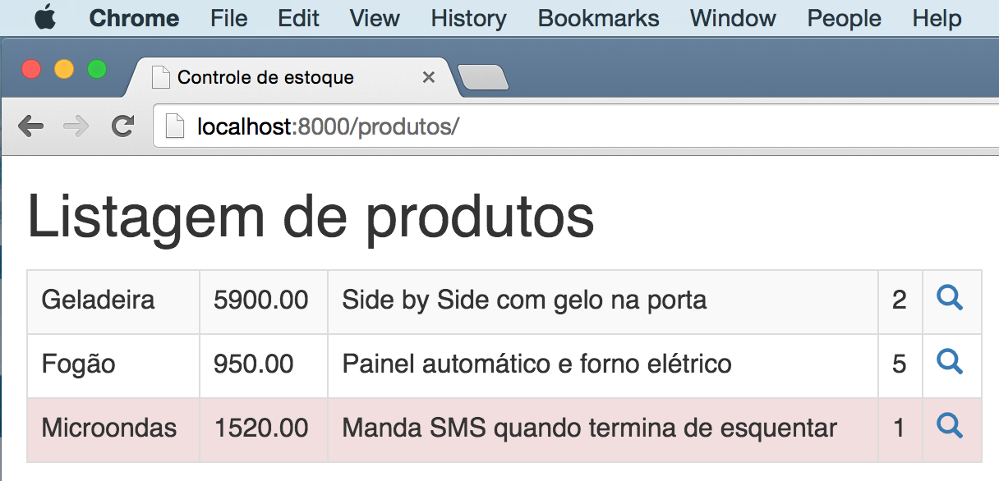 Chrome File Edit View History Bookmarks Window People Help
Controle de estoque
localhost:8000/produtos/
Listagem de produtos
Geladeira 5900.00 Side by Side com gelo na porta 2
Fogão 950.00 Painel automático e forno elétrico 5
Microondas 1520.00 Manda SMS quando termina de esquentar 1